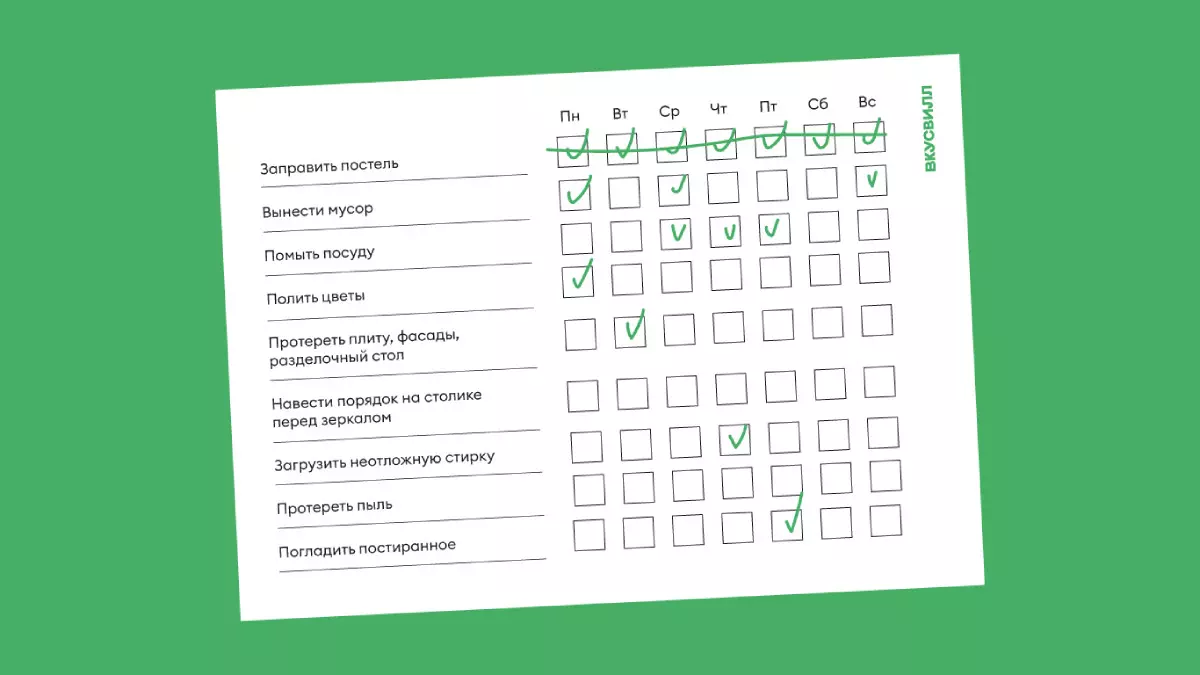 Пн Вт Ср Чт Пт Сб Вс
ВКУСВИЛЛ
Заправить постель
Вынести мусор
Помыть посуду
Полить цветы
Протереть плиту, фасады,
разделочный стол
Навести порядок на столике
перед зеркалом
Загрузить неотложную стирку
Протереть пыль
Погладить постиранное